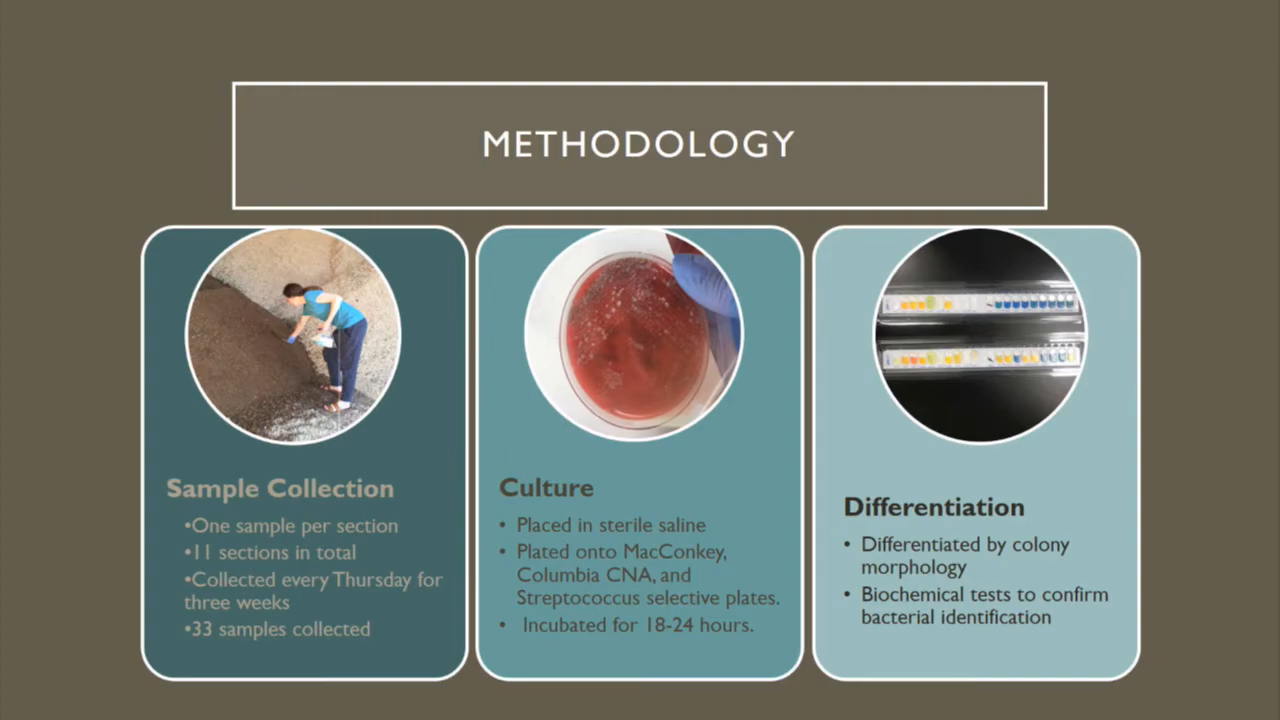 METHODOLOGY
Sample Collection
•One sample per section
•11 sections in total
•Collected every Thursday for
three weeks
•33 samples collected
Culture
• Placed in sterile saline
• Plated onto MacConkey,
Columbia CNA, and
Streptococcus selective plates.
• Incubated for 18-24 hours.
Differentiation
• Differentiated by colony
morphology
• Biochemical tests to confirm
bacterial identification